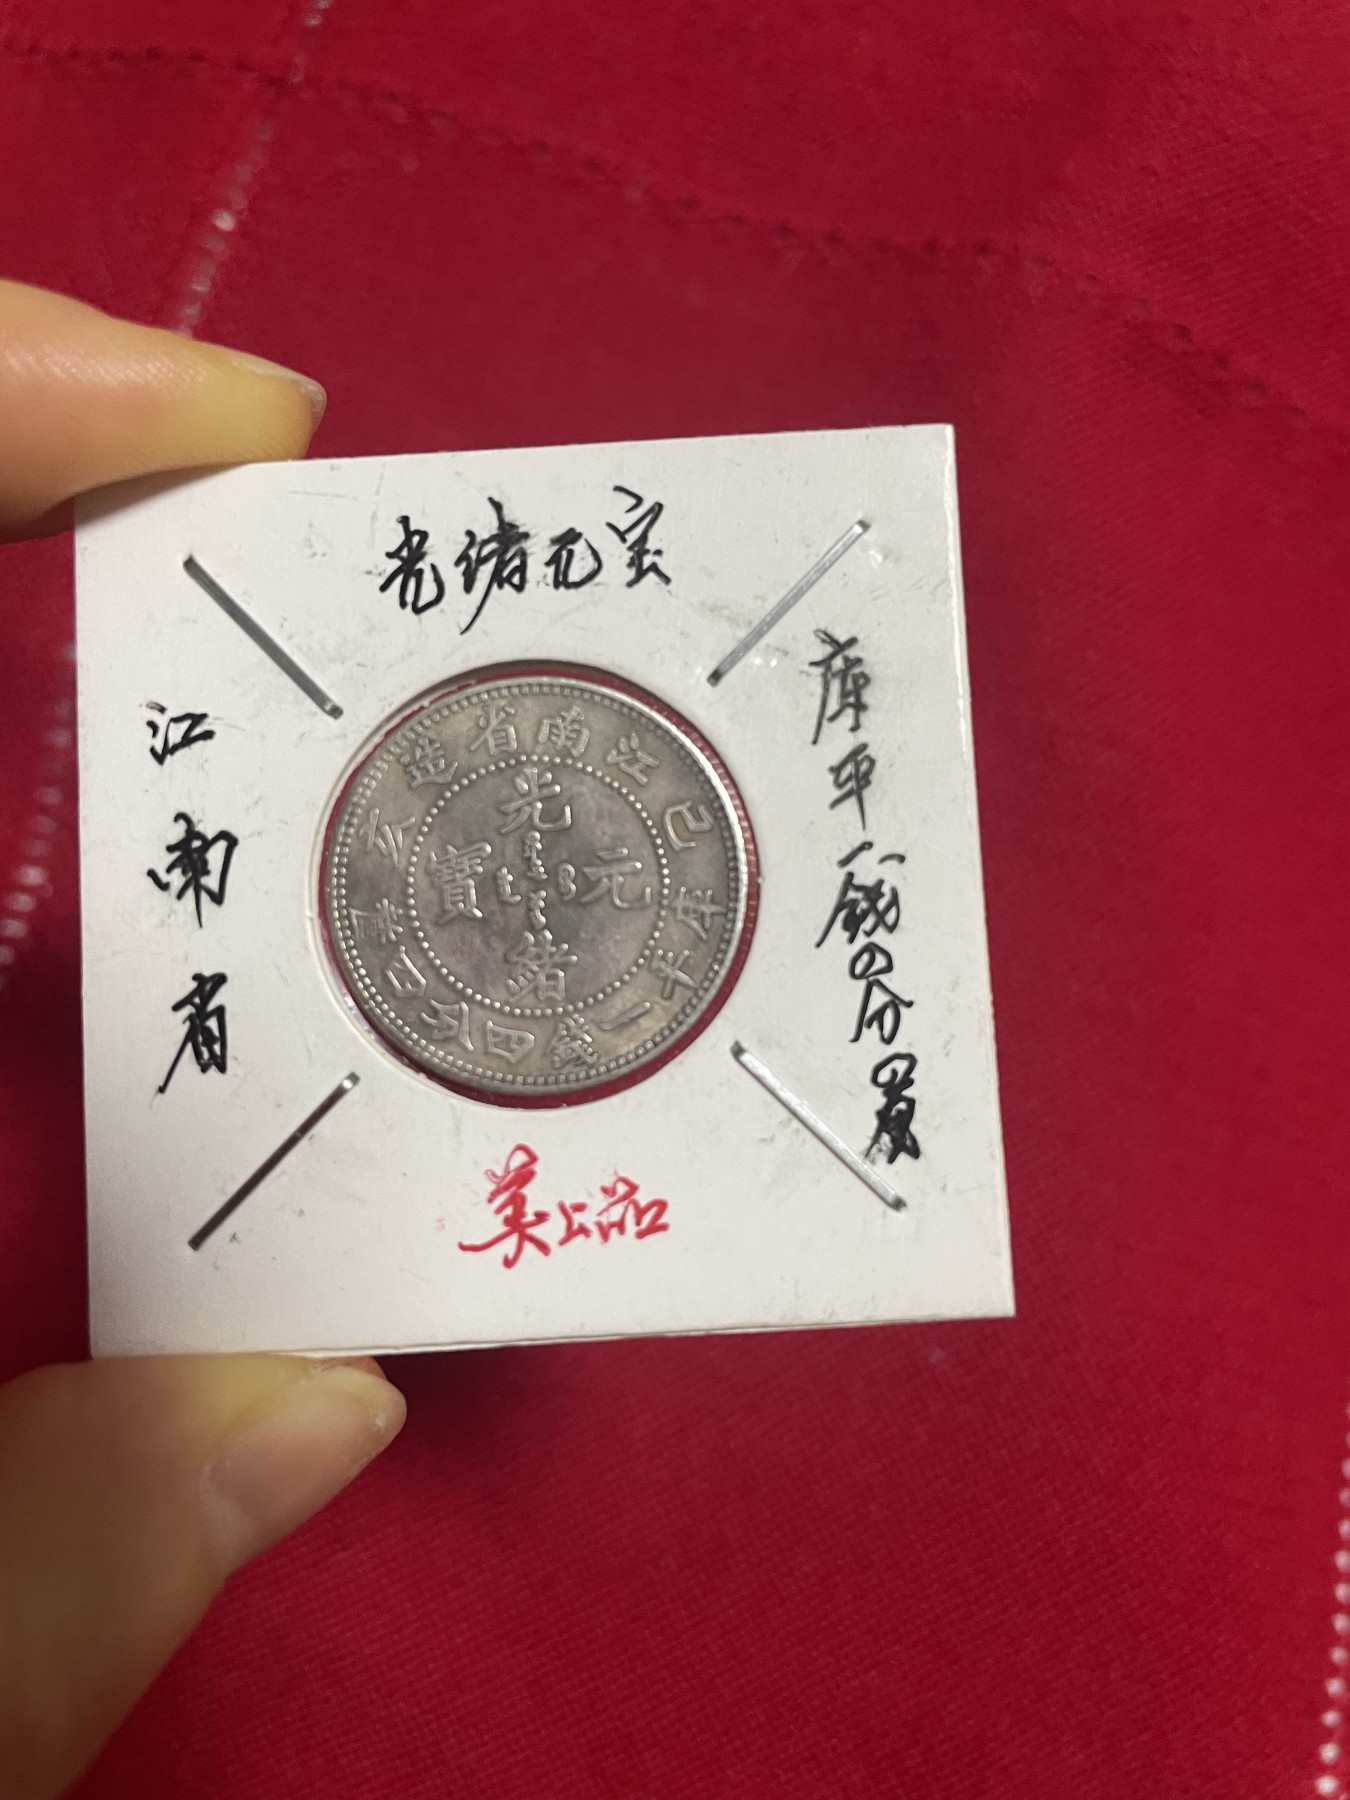 光绪元宝
江南省
库平一钱四分四厘
己亥
江南省造
光緒元寶
庫平一錢四分四釐
美上品